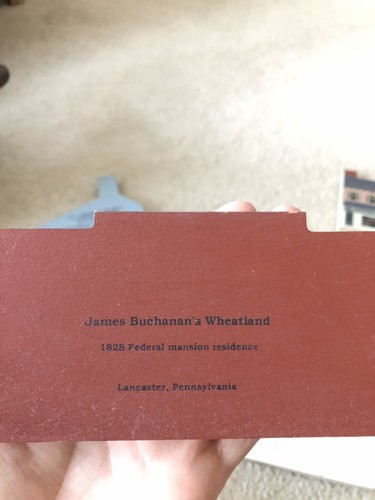 James Buchanan's Wheatland
1828 Federal mansion residence
Lancaster, Pennsylvania